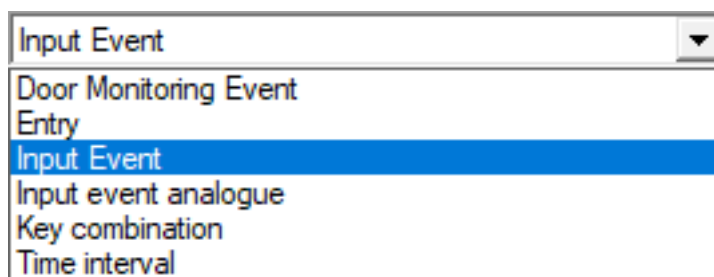 Input Event
Door Monitoring Event
Entry
Input Event
Input event analogue
Key combination
Time interval